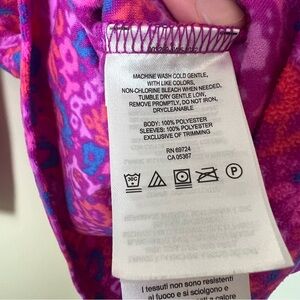 MACHINE WASH COLD GENTLE,
WITH LIKE COLORS,
NON-CHLORINE BLEACH WHEN NEEDED,
TUMBLE DRY GENTLE LOW,
REMOVE PROMPTLY, DO NOT IRON,
DRYCLEANABLE
BODY: 100% POLYESTER
SLEEVES: 100% POLYESTER
EXCLUSIVE OF TRIMMING
RN 69724
CA 05367
30C
P
I tessuti non sono resistenti
al fuoco e si sciolgono e